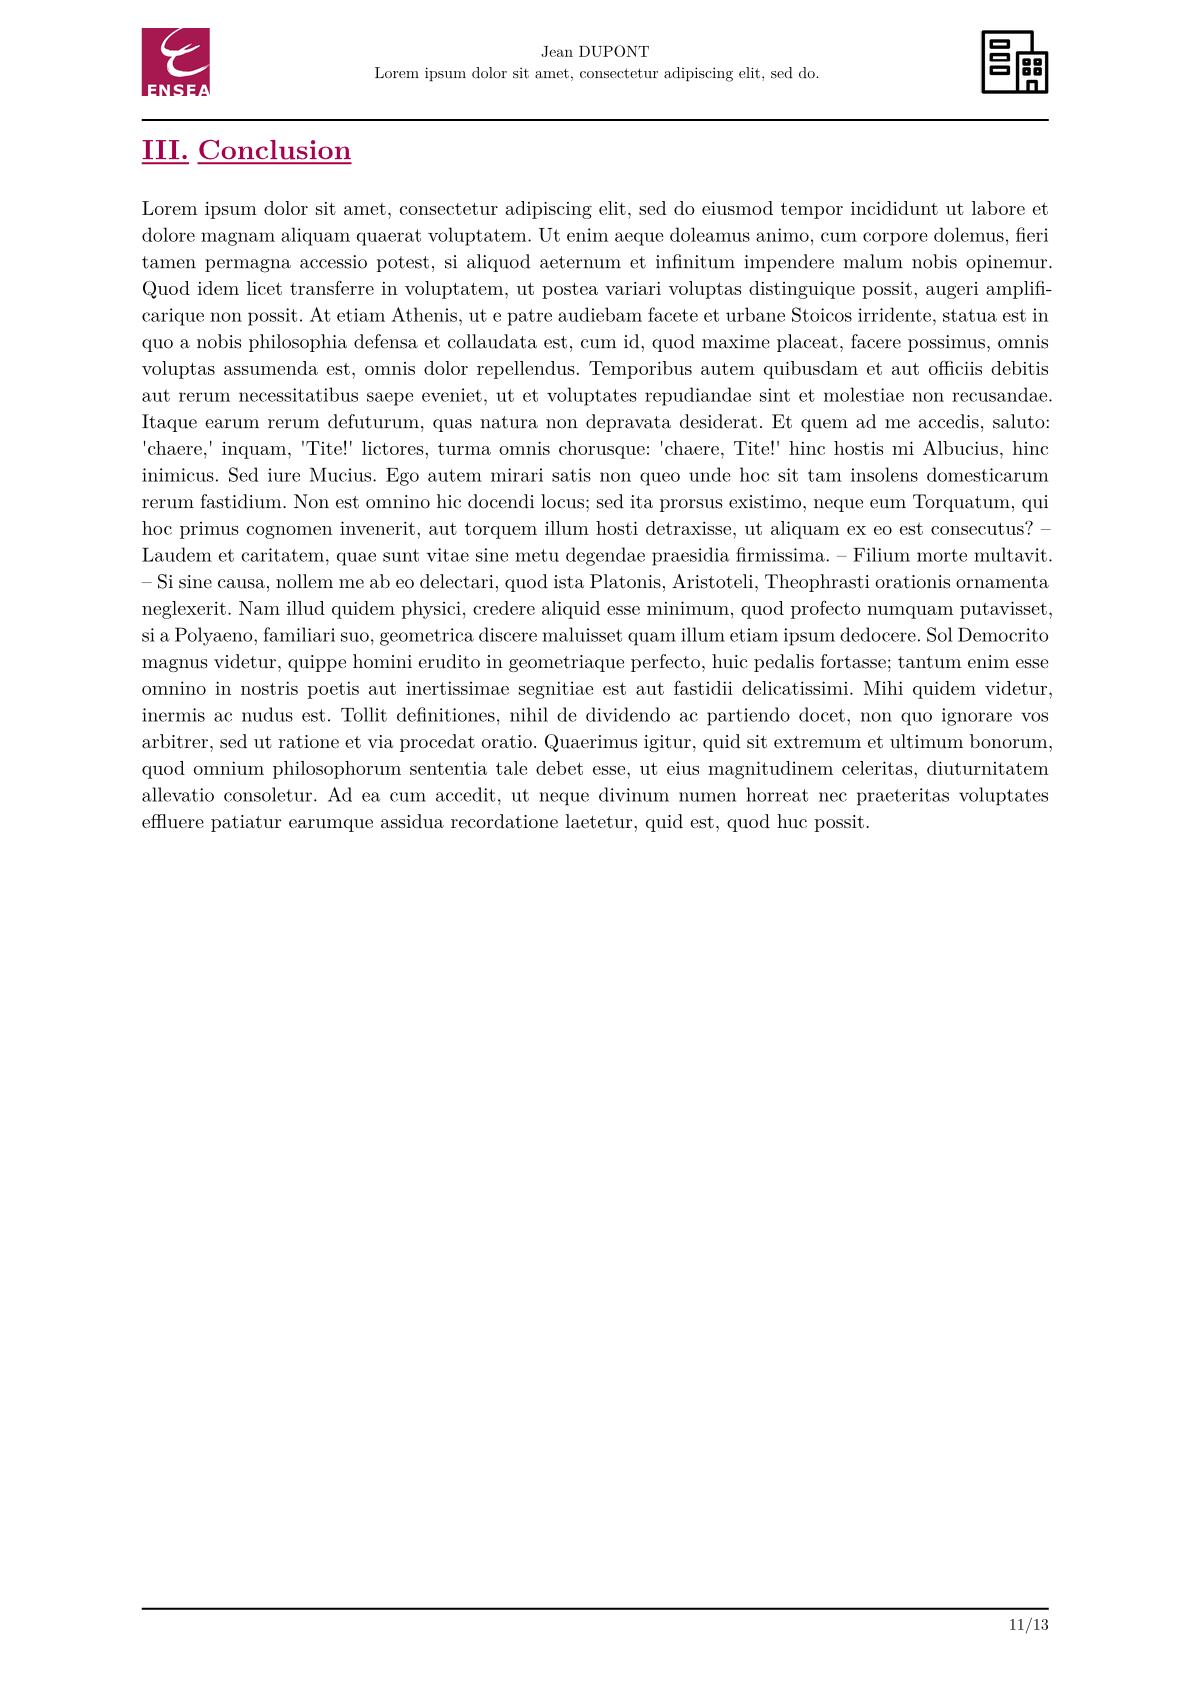 ENSEA
Jean DUPONT
Lorem ipsum dolor sit amet, consectetur adipiscing elit, sed do.
III. Conclusion
Lorem ipsum dolor sit amet, consectetur adipiscing elit, sed do eiusmod tempor incididunt ut labore et
dolore magnam aliquam quaerat voluptatem. Ut enim aeque doleamus animo, cum corpore dolemus, fieri
tamen permagna accessio potest, si aliquod aeternum et infinitum impendere malum nobis opinemur.
Quod idem licet transferre in voluptatem, ut postea variari voluptas distinguique possit, augeri amplifi-
carique non possit. At etiam Athenis, ut e patre audiebam facete et urbane Stoicos irridente, statua est in
quo a nobis philosophia defensa et collaudata est, cum id, quod maxime placeat, facere possimus, omnis
voluptas assumenda est, omnis dolor repellendus. Temporibus autem quibusdam et aut officiis debitis
aut rerum necessitatibus saepe eveniet, ut et voluptates repudiandae sint et molestiae non recusandae.
Itaque earum rerum defuturum, quas natura non depravata desiderat. Et quem ad me accedis, saluto:
'chaere,' inquam, 'Tite!' lictores, turma omnis chorusque: 'chaere, Tite!' hinc hostis mi Albucius, hinc
inimicus. Sed iure Mucius. Ego autem mirari satis non queo unde hoc sit tam insolens domesticarum
rerum fastidium. Non est omnino hic docendi locus; sed ita prorsus existimo, neque eum Torquatum, qui
hoc primus cognomen invenerit, aut torquem illum hosti detraxisse, ut aliquam ex eo est consecutus? –
Laudem et caritatem, quae sunt vitae sine metu degendae praesidia firmissima. – Filium morte multavit.
– Si sine causa, nollem me ab eo delectari, quod ista Platonis, Aristoteli, Theophrasti orationis ornamenta
neglexerit. Nam illud quidem physici, credere aliquid esse minimum, quod profecto numquam putavisset,
si a Polyaeno, familiari suo, geometrica discere maluisset quam illum etiam ipsum dedocere. Sol Democrito
magnus videtur, quippe homini erudito in geometriaque perfecto, huic pedalis fortasse; tantum enim esse
omnino in nostris poetis aut inertissimae segnitiae est aut fastidii delicatissimi. Mihi quidem videtur,
inermis ac nudus est. Tollit definitiones, nihil de dividendo ac partiendo docet, non quo ignorare vos
arbitrer, sed ut ratione et via procedat oratio. Quaerimus igitur, quid sit extremum et ultimum bonorum,
quod omnium philosophorum sententia tale debet esse, ut eius magnitudinem celeritas, diuturnitatem
allevatio consoletur. Ad ea cum accedit, ut neque divinum numen horreat nec praeteritas voluptates
effluere patiatur earumque assidua recordatione laetetur, quid est, quod huc possit.
11/13